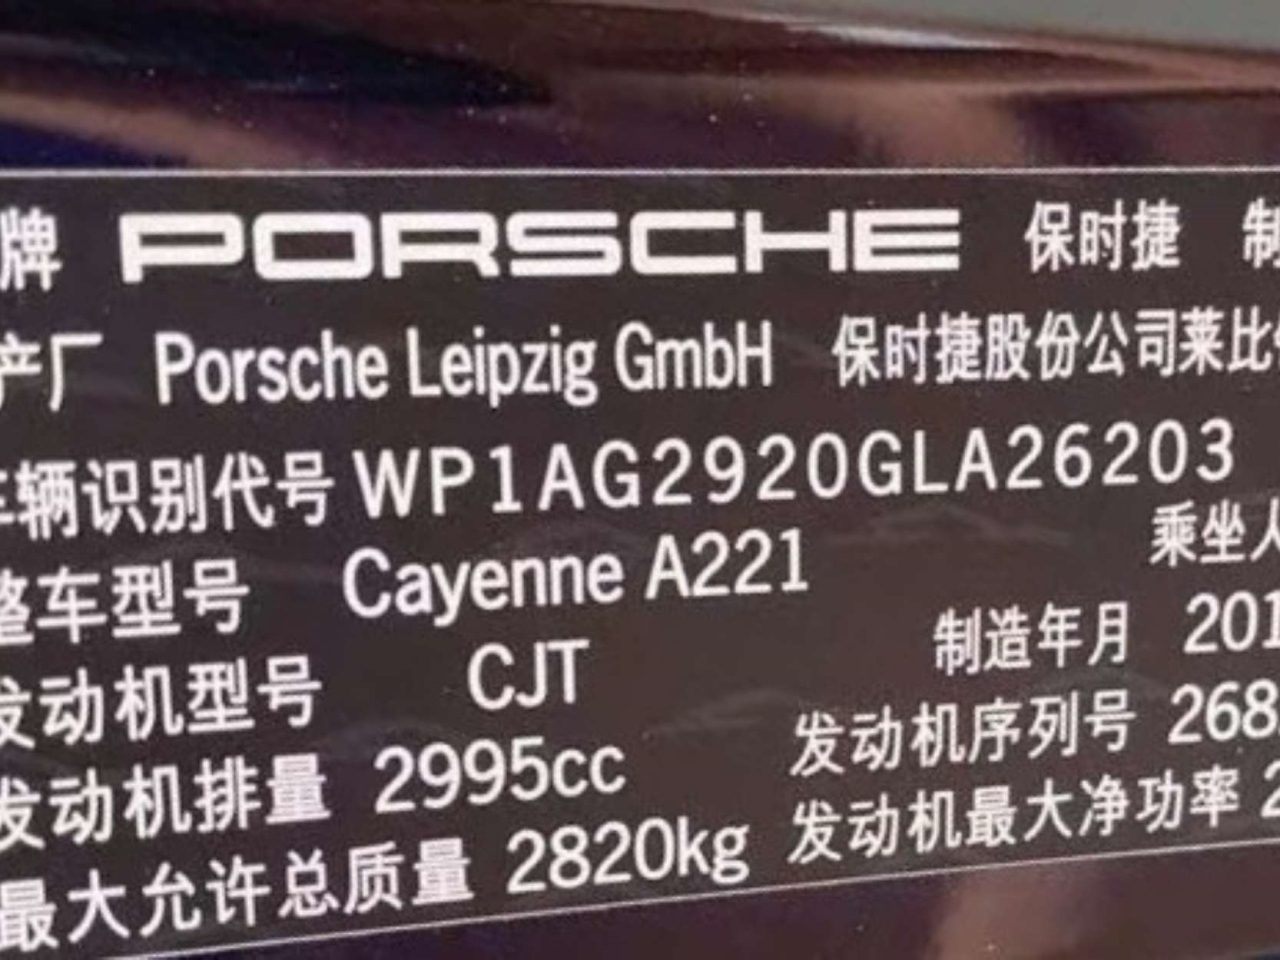 牌 PORSCHE 保时捷 制
产厂 Porsche Leipzig GmbH 保时捷股份公司莱比
车辆识别代号 WP1AG2920GLA26203
整车型号 Cayenne A221 乘坐人
发动机型号 CJT 制造年月 201
发动机排量 2995cc 发动机序列号 268
最大允许总质量 2820kg 发动机最大净功率 2